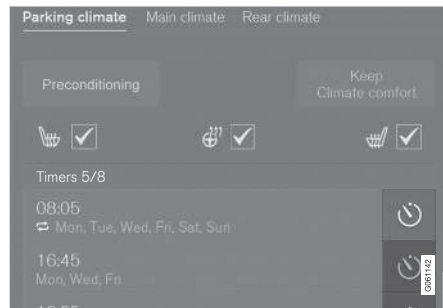 Parking climate Main climate Rear climate
Preconditioning
Keep
Climate comfort
Timers 5/8
08:05
Mon, Tue, Wed, Fri, Sat, Sun
16:45
Mon, Wed, Fri
G061142